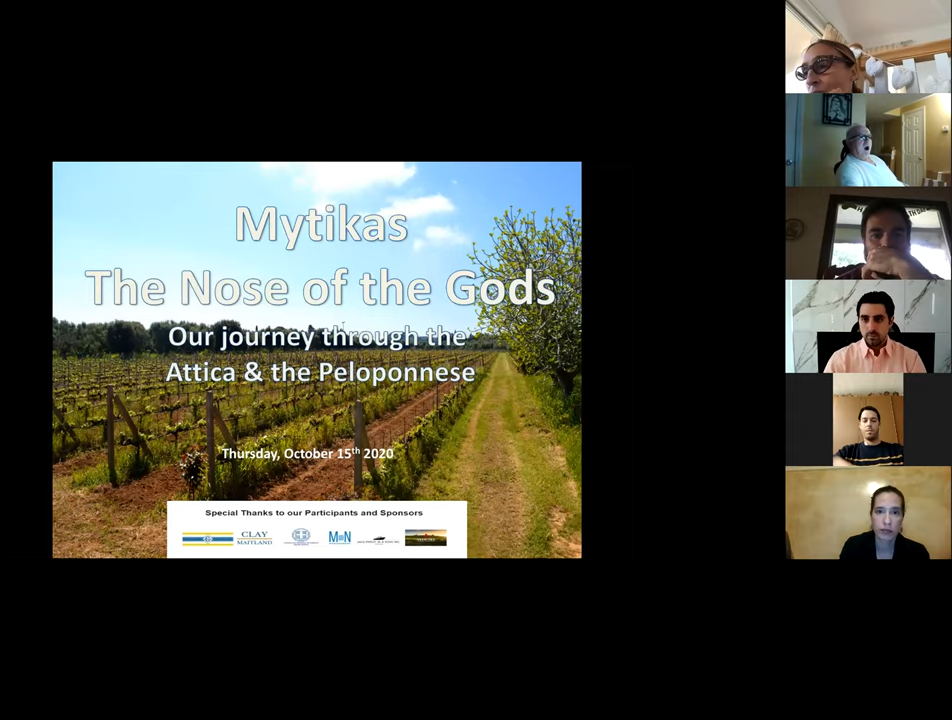 Mytikas
The Nose of the Gods
Our journey through the
Attica & the Peloponnese
Thursday, October 15th 2020
Special Thanks to our Participants and Sponsors
CLAY
MAITLAND